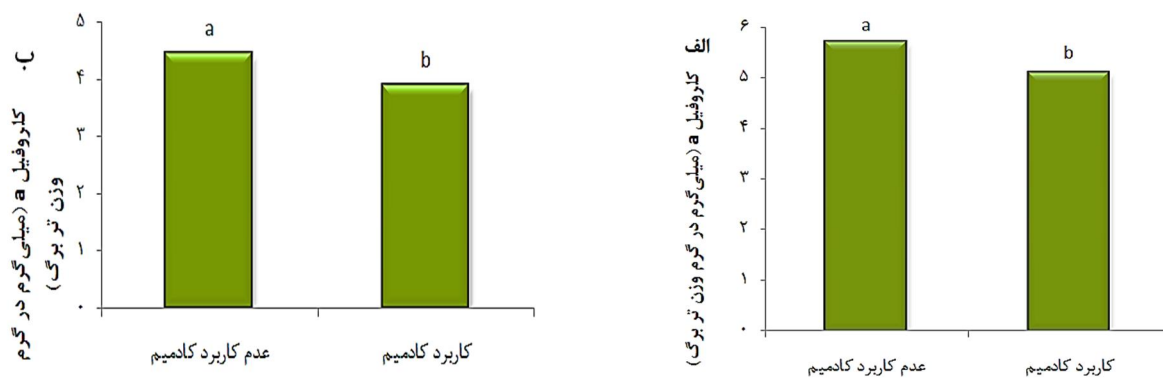 الف
کلروفیل a (میلی‌گرم در گرم وزن تر برگ)
۶
۵
۴
۳
۲
۱
۰
a
b
عدم کاربرد کادمیم
کاربرد کادمیم
کلروفیل a (میلی‌گرم در گرم
وزن تر برگ)
۵
۴
۳
۲
۱
۰
a
b
عدم کاربرد کادمیم
کاربرد کادمیم